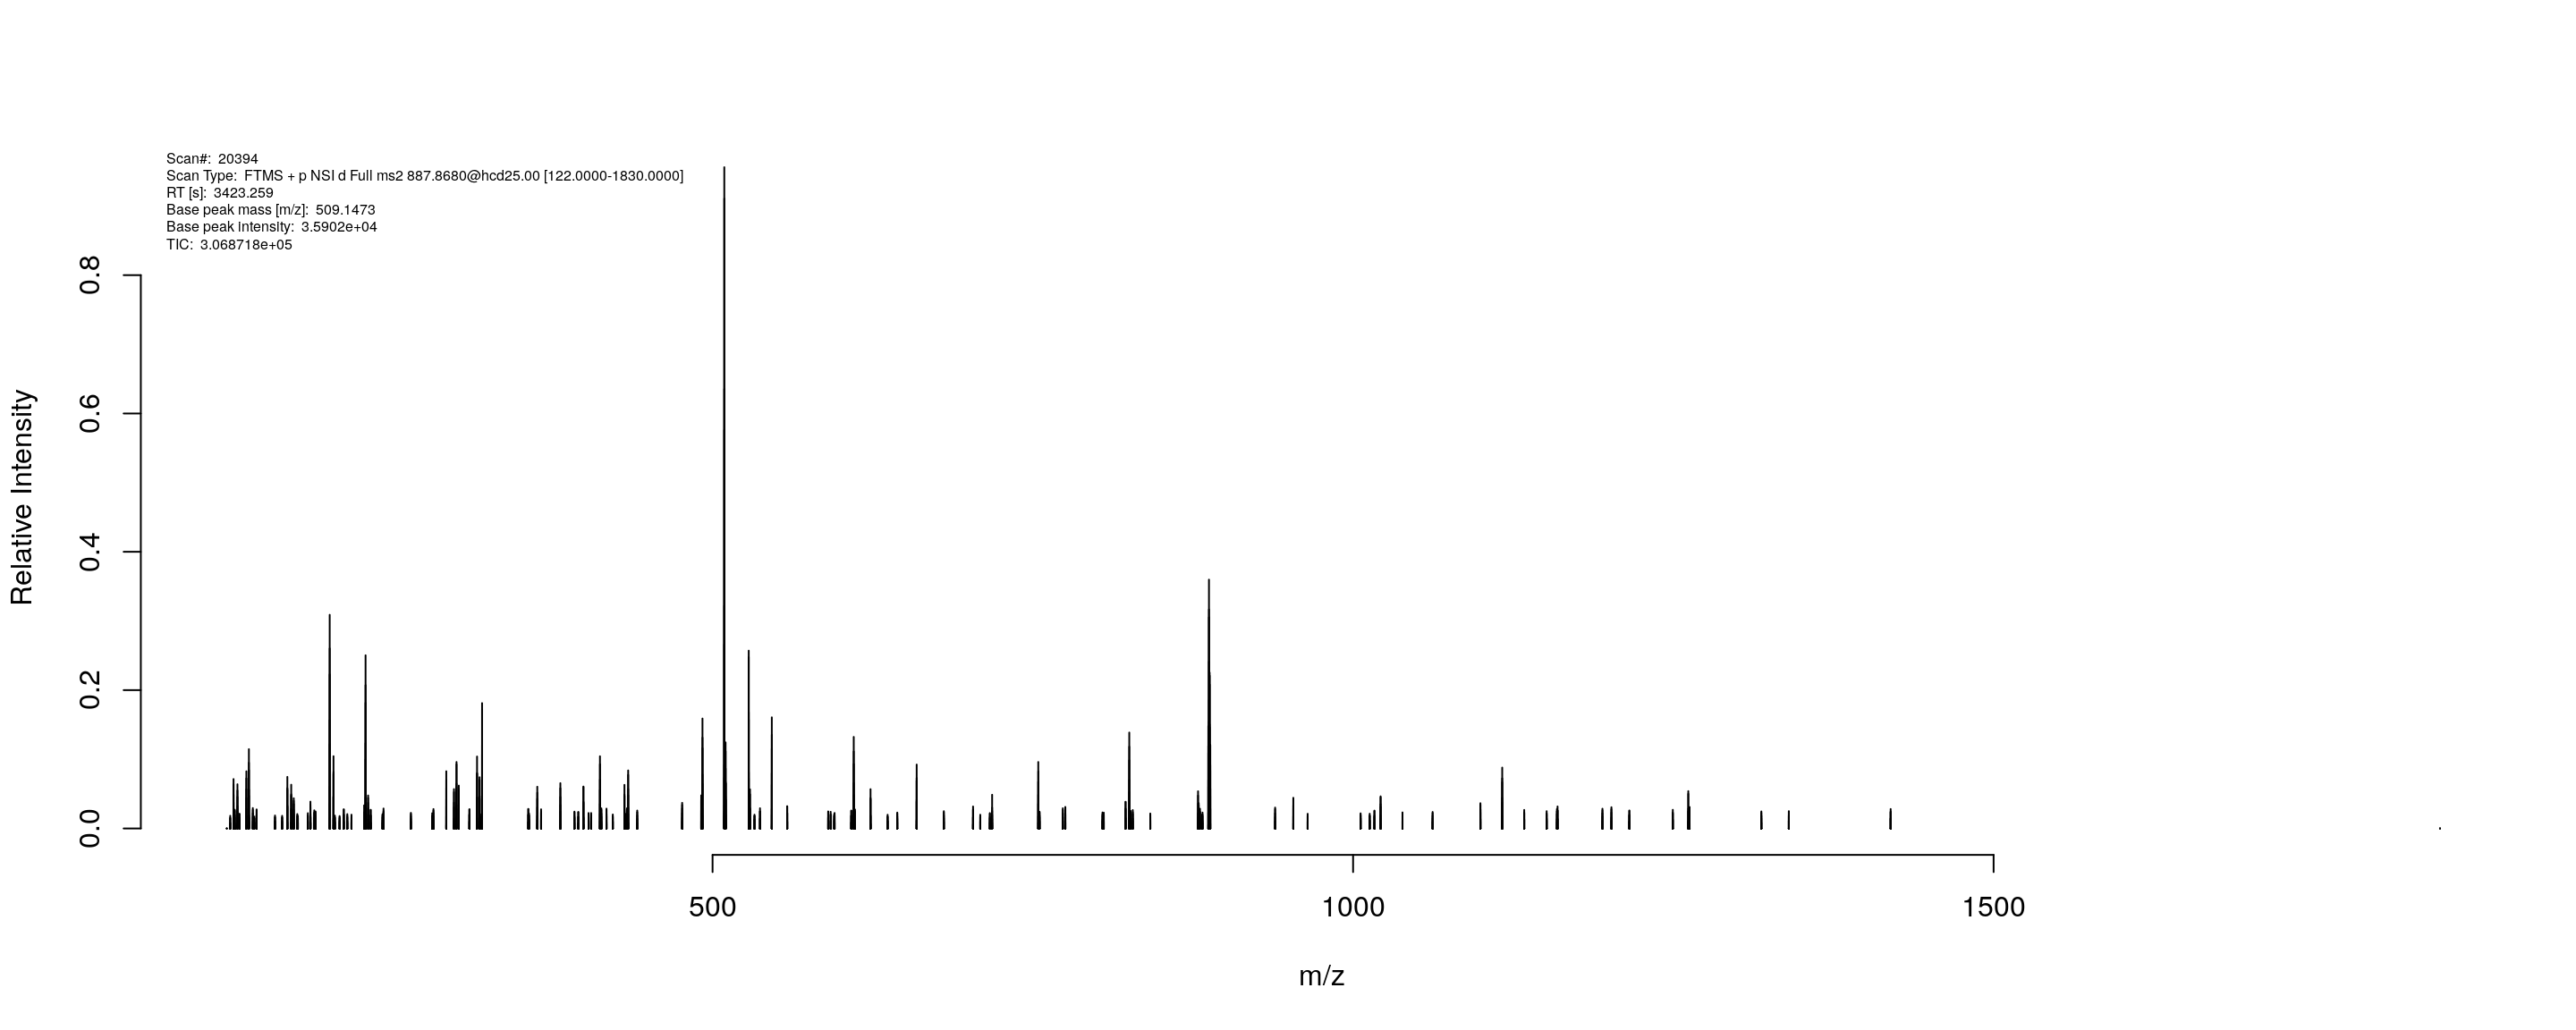 Scan#: 20394
Scan Type: FTMS + p NSI d Full ms2 887.8680@hcd25.00 [122.0000-1830.0000]
RT [s]: 3423.259
Base peak mass [m/z]: 509.1473
Base peak intensity: 3.5902e+04
TIC: 3.068718e+05
0.8
0.6
0.4
0.2
0.0
Relative Intensity
500 1000 1500
m/z